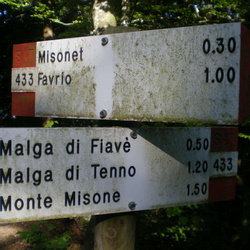 Misonet 0.30
433 Favrio 1.00
Malga di Fiavè 0.50
Malga di Tenno 1.20 433
Monte Misone 1.50